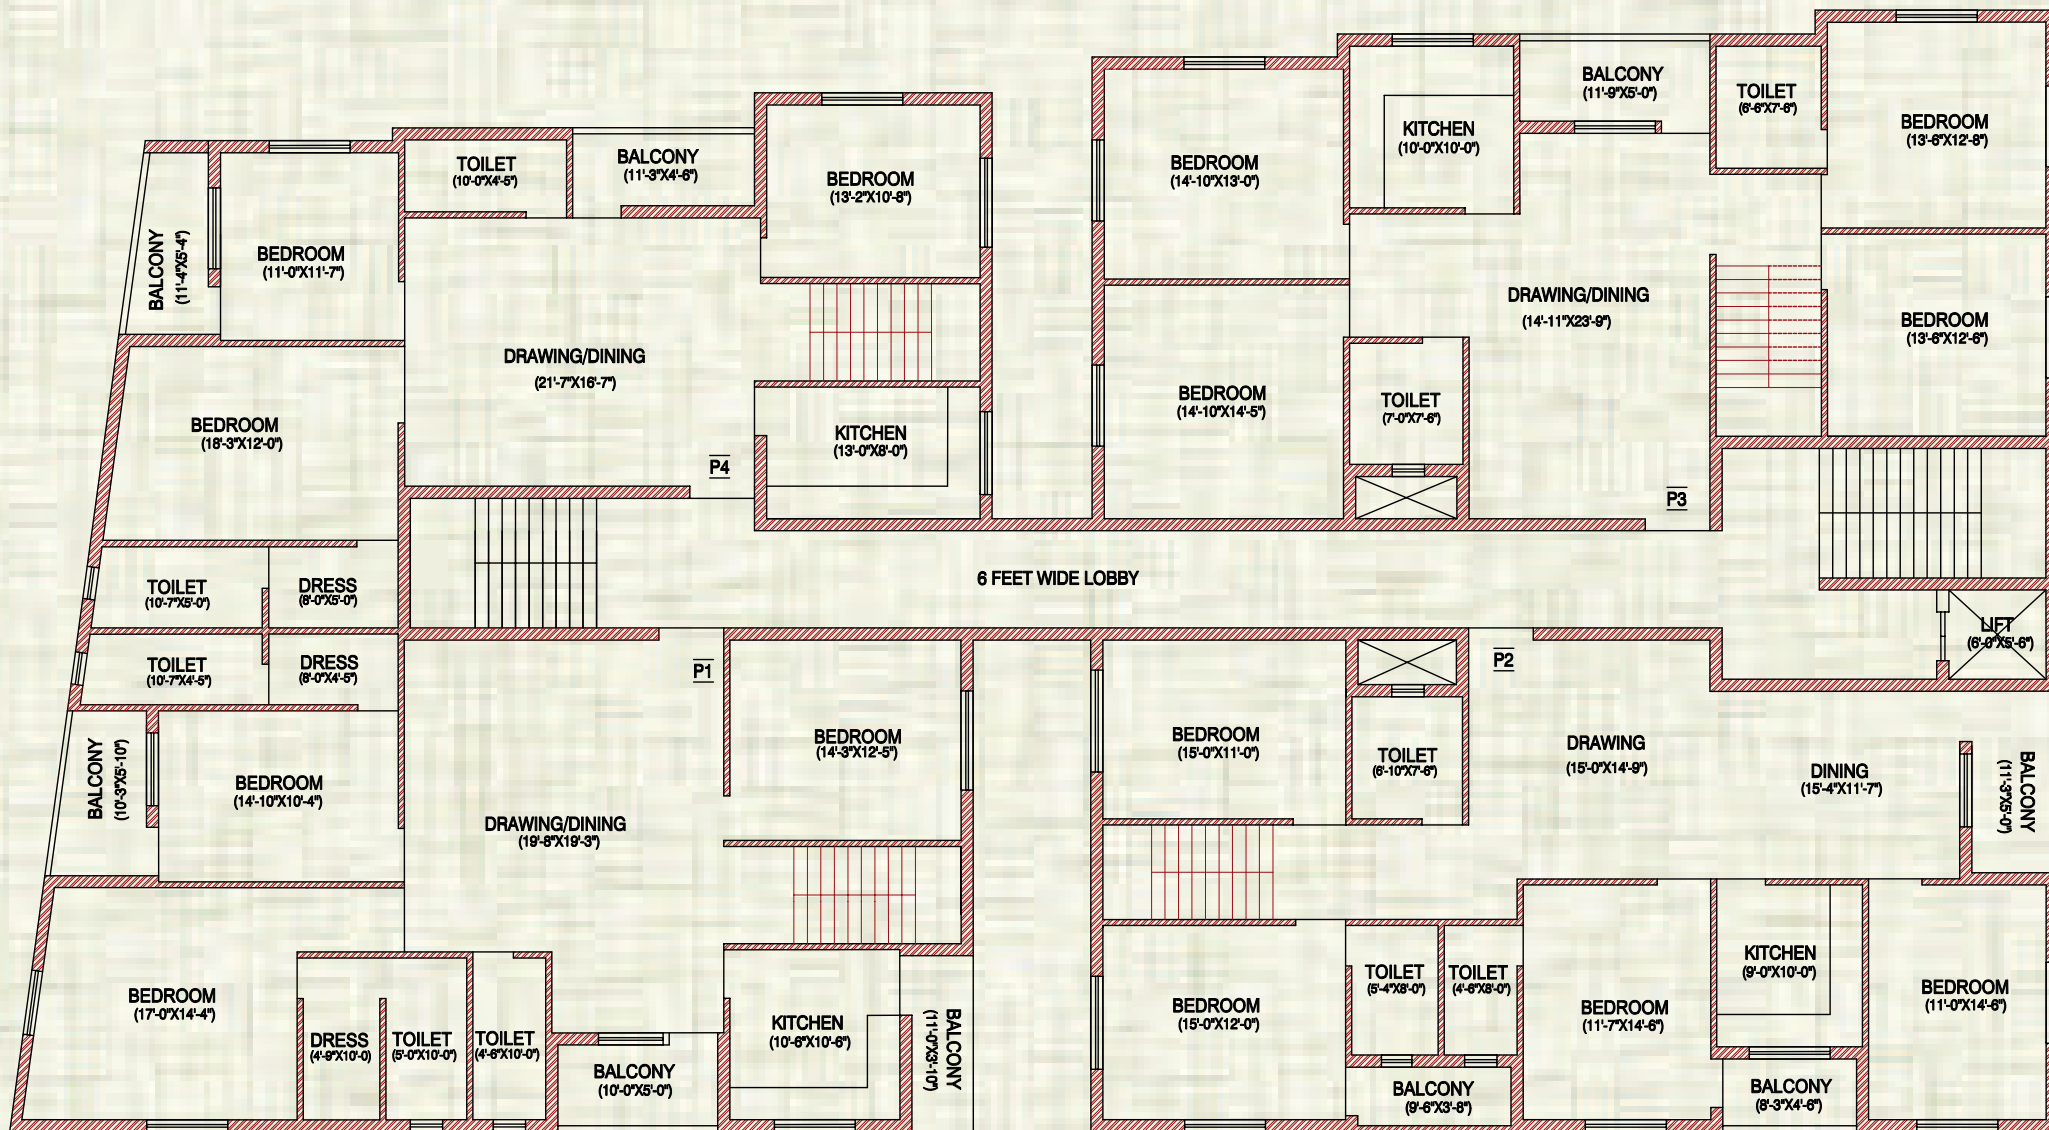 TOILET
(10'-0"X4'-5")
BALCONY
(11'-3"X4'-6")
BEDROOM
(13'-2"X10'-8")
BALCONY
(11'-4"X5'-4")
BEDROOM
(11'-0"X11'-7")
DRAWING/DINING
(21'-7"X16'-7")
BEDROOM
(18'-3"X12'-0")
KITCHEN
(13'-0"X8'-0")
P4
TOILET
(10'-7"X5'-0")
DRESS
(8'-0"X5'-0")
BEDROOM
(14'-10"X13'-0")
KITCHEN
(10'-0"X10'-0")
BALCONY
(11'-9"X5'-0")
TOILET
(6'-6"X7'-6")
BEDROOM
(13'-6"X12'-8")
DRAWING/DINING
(14'-11"X23'-9")
BEDROOM
(13'-6"X12'-6")
BEDROOM
(14'-10"X14'-5")
TOILET
(7'-0"X7'-6")
P3
6 FEET WIDE LOBBY
LIFT
(6'-0"X5'-6")
TOILET
(10'-7"X4'-5")
DRESS
(8'-0"X4'-5")
P1
BALCONY
(10'-3"X5'-10")
BEDROOM
(14'-10"X10'-4")
BEDROOM
(14'-3"X12'-5")
DRAWING/DINING
(19'-8"X19'-3")
BEDROOM
(17'-0"X14'-4")
DRESS
(4'-9"X10'-0)
TOILET
(5'-0"X10'-0")
TOILET
(4'-6"X10'-0")
BALCONY
(10'-0"X5'-0")
KITCHEN
(10'-6"X10'-6")
BALCONY
(11'-0"X3'-10")
P2
BEDROOM
(15'-0"X11'-0")
TOILET
(6'-10"X7'-6")
DRAWING
(15'-0"X14'-9")
DINING
(15'-4"X11'-7")
BALCONY
(11'-3"X5'-0")
BEDROOM
(15'-0"X12'-0")
TOILET
(5'-4"X8'-0")
TOILET
(4'-6"X8'-0")
BALCONY
(9'-6"X3'-8")
BEDROOM
(11'-7"X14'-6")
KITCHEN
(9'-0"X10'-0")
BALCONY
(8'-3"X4'-6")
BEDROOM
(11'-0"X14'-6")